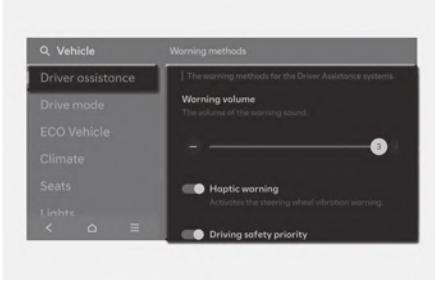 Vehicle
Warning methods
Driver assistance
The warning methods for the Driver Assistance systems.
Drive mode
Warning volume
The volume of the warning sound.
ECO Vehicle
3
Climate
Seats
Haptic warning
Activates the steering wheel vibration warning.
Lights
Driving safety priority